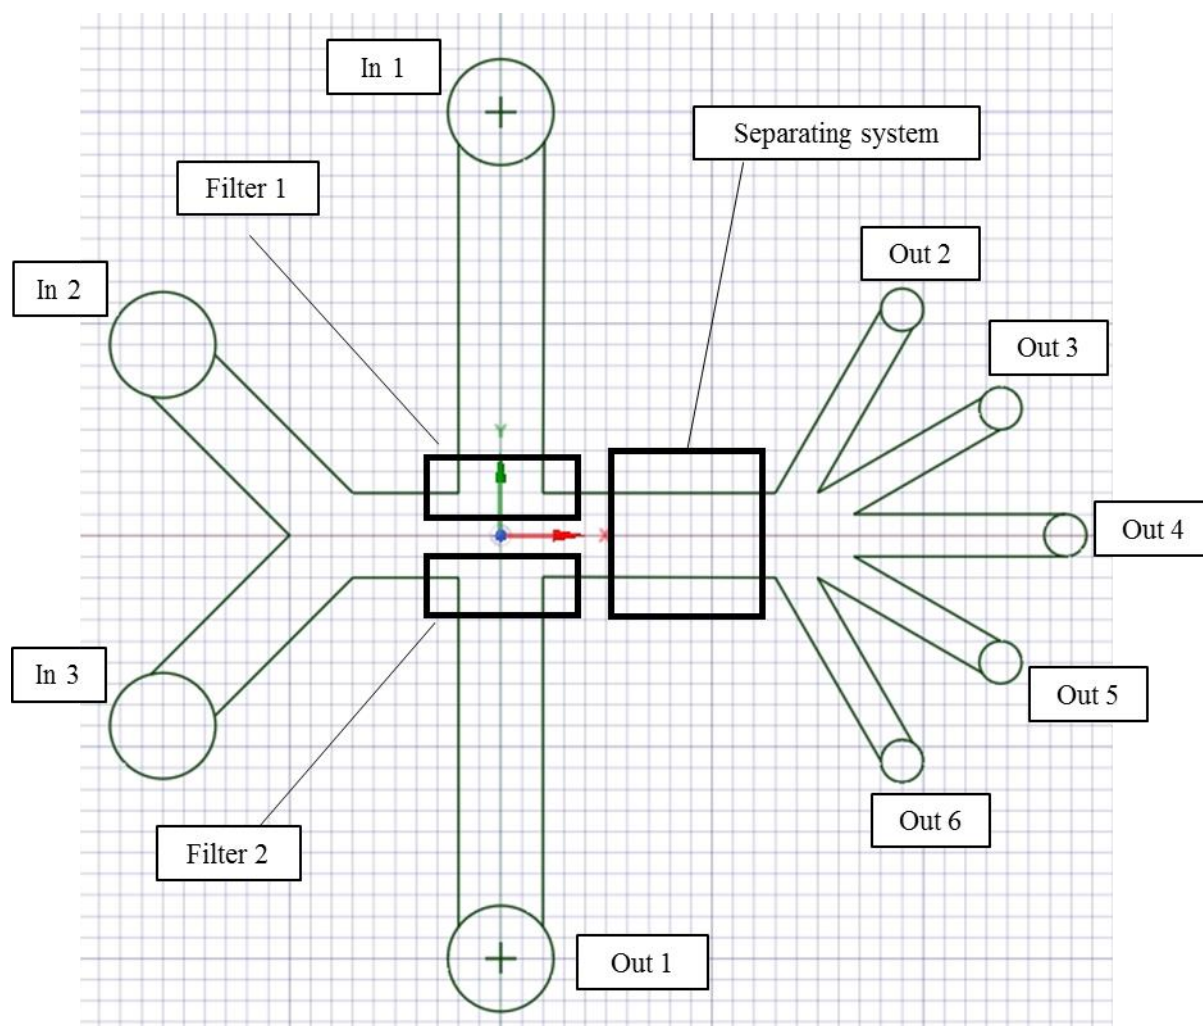 In 1
Separating system
Filter 1
Out 2
In 2
Out 3
Y
X
Out 4
In 3
Out 5
Out 6
Filter 2
Out 1